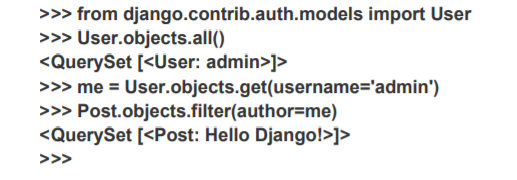 >>> from django.contrib.auth.models import User
>>> User.objects.all()
<QuerySet [<User: admin>]>
>>> me = User.objects.get(username='admin')
>>> Post.objects.filter(author=me)
<QuerySet [<Post: Hello Django!>]>
>>>